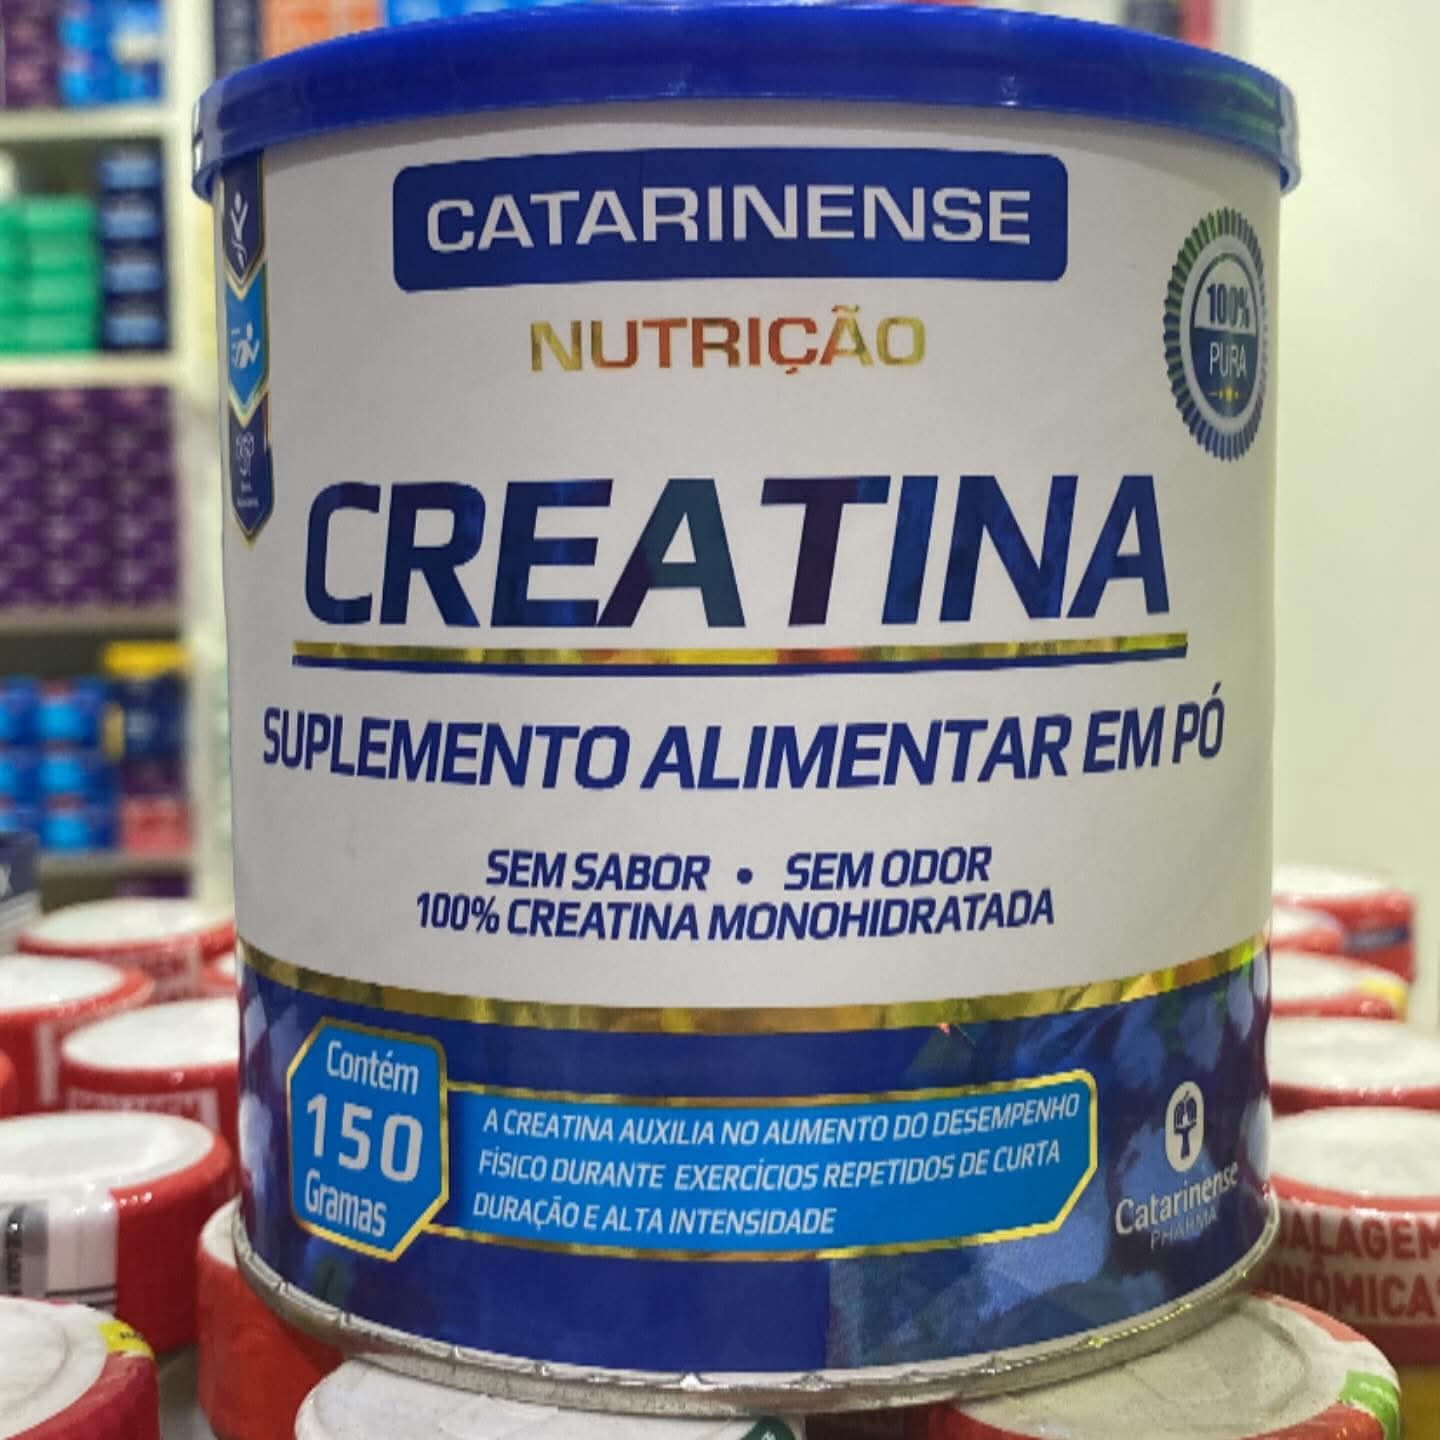 CATARINENSE
NUTRIÇÃO
100%
PURA
CREATINA
SUPLEMENTO ALIMENTAR EM PÓ
SEM SABOR • SEM ODOR
100% CREATINA MONOHIDRATADA
Contém
150
Gramas
A CREATINA AUXILIA NO AUMENTO DO DESEMPENHO
FÍSICO DURANTE EXERCÍCIOS REPETIDOS DE CURTA
DURAÇÃO E ALTA INTENSIDADE
Catarinense
PHARMA